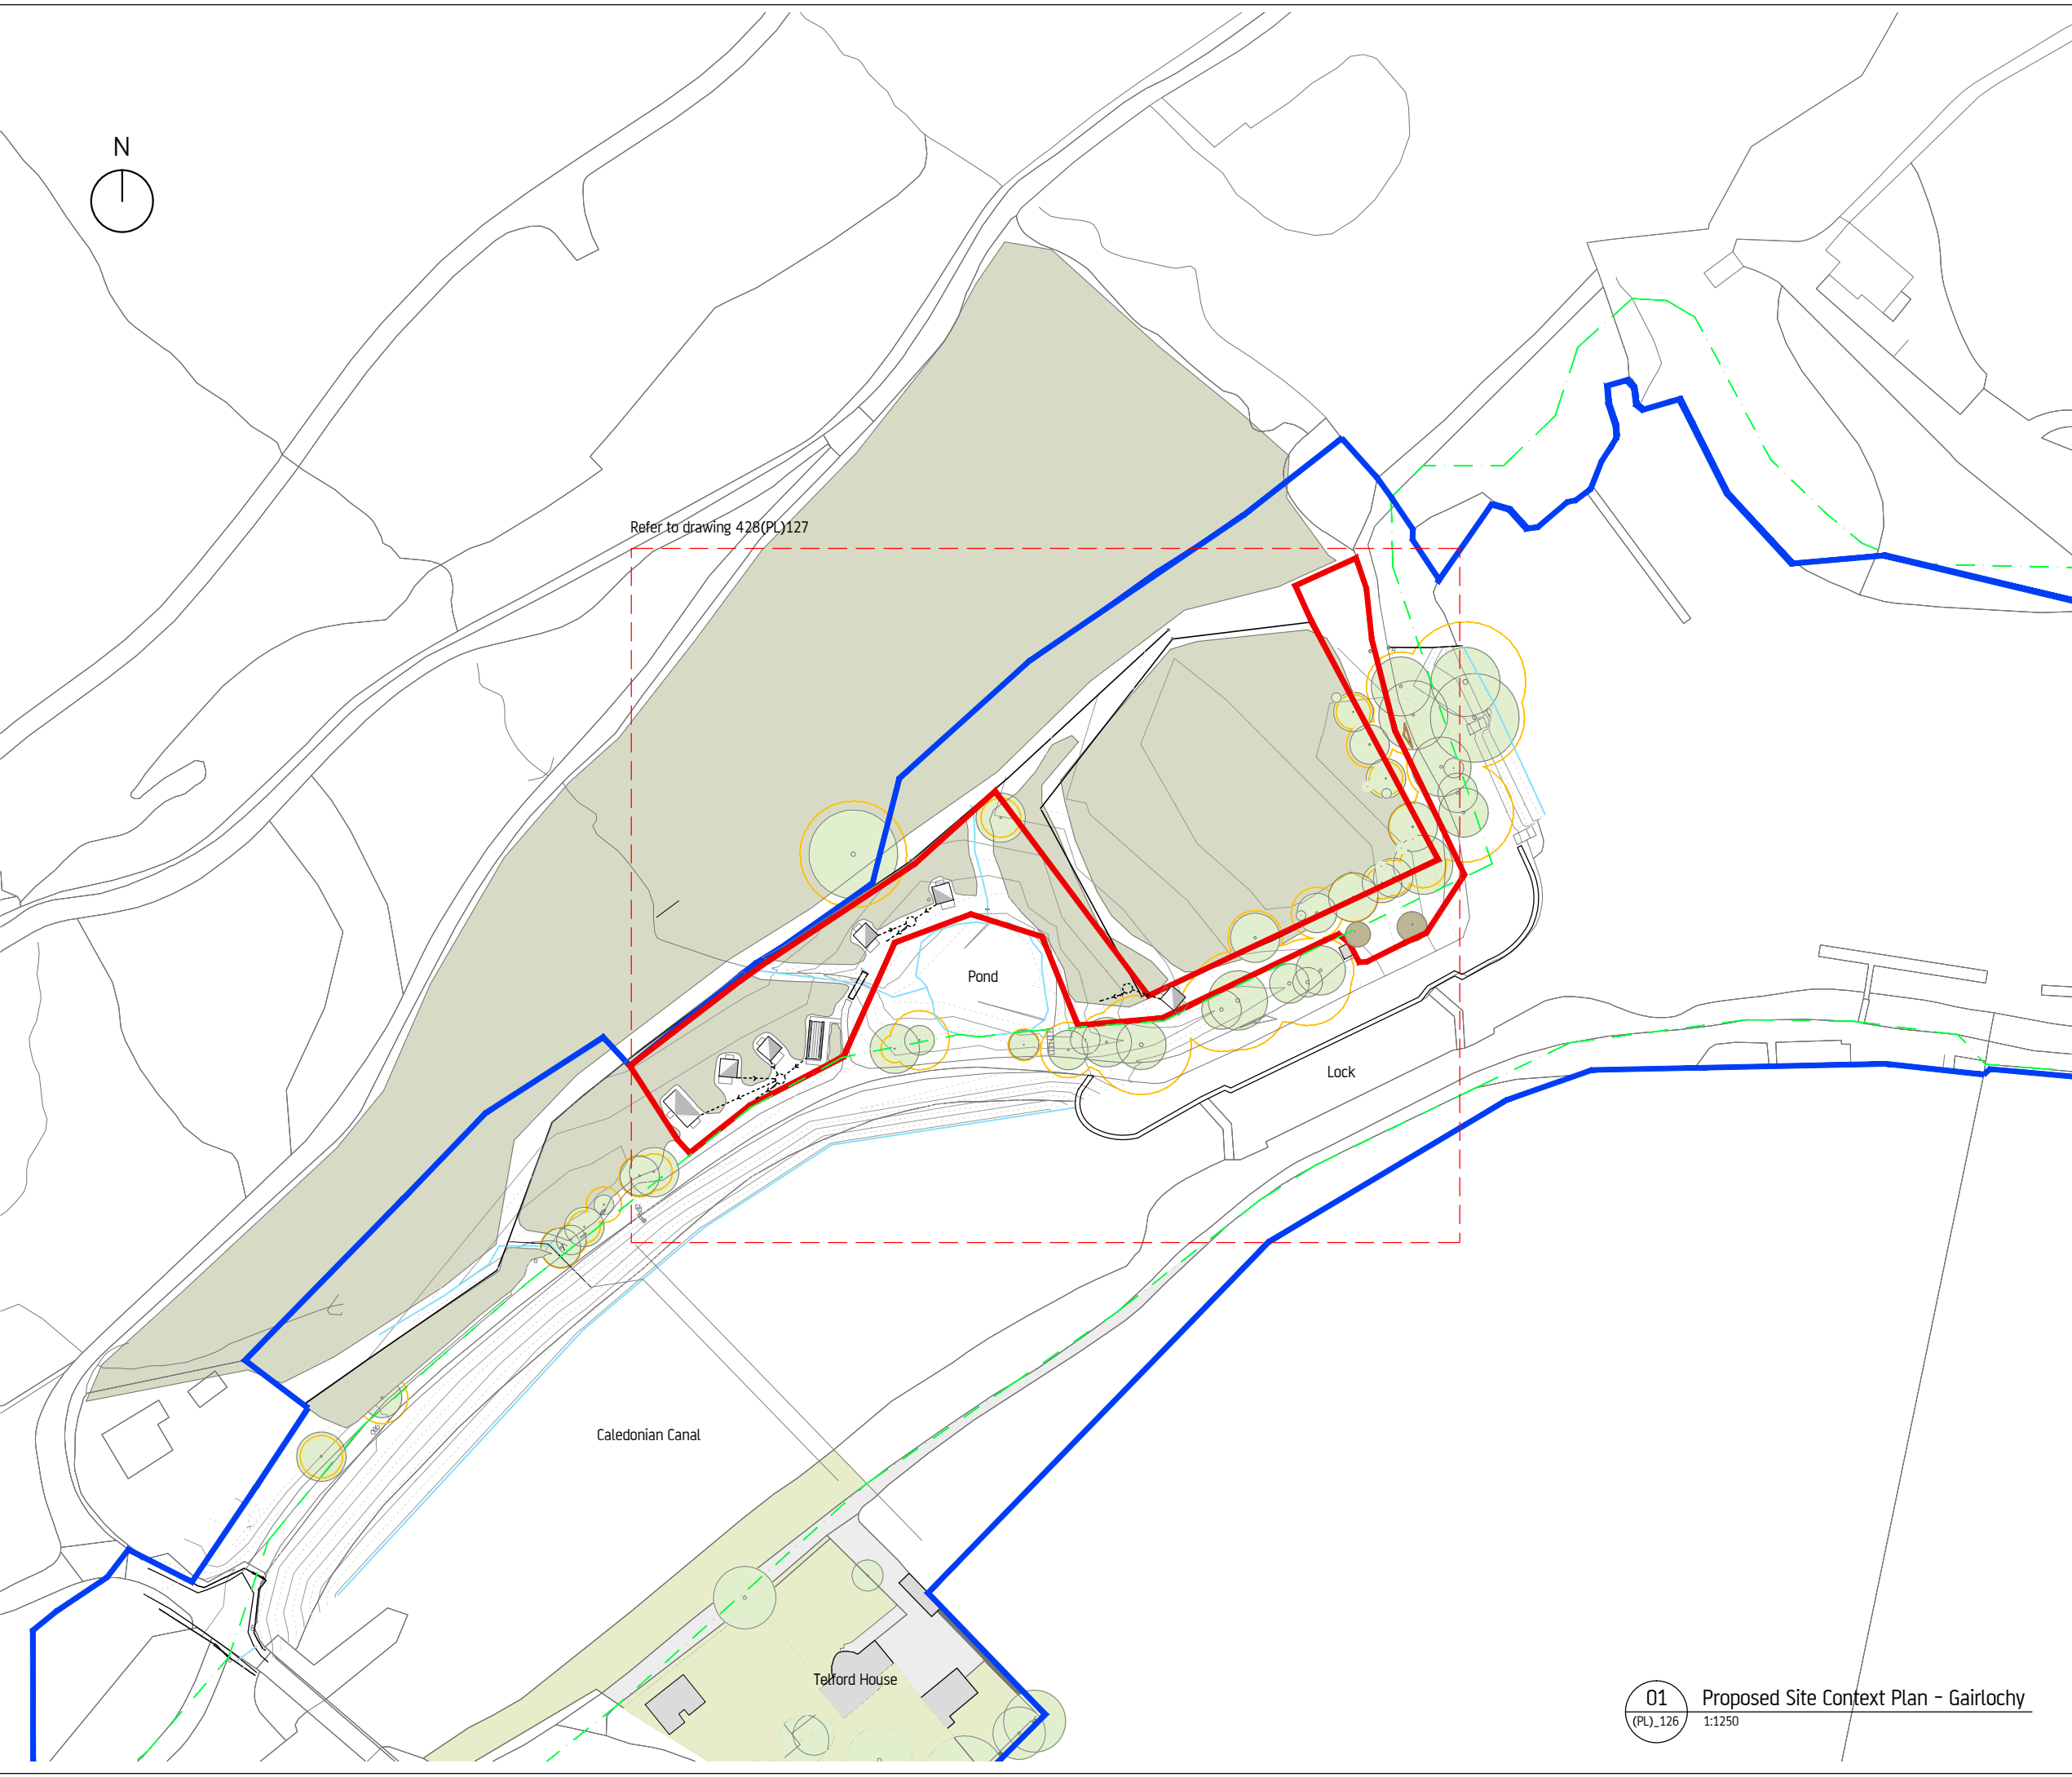 N
Refer to drawing 428(PL)127
Pond
Lock
Caledonian Canal
Telford House
01
(PL)_126
Proposed Site Context Plan - Gairlochy
1:1250